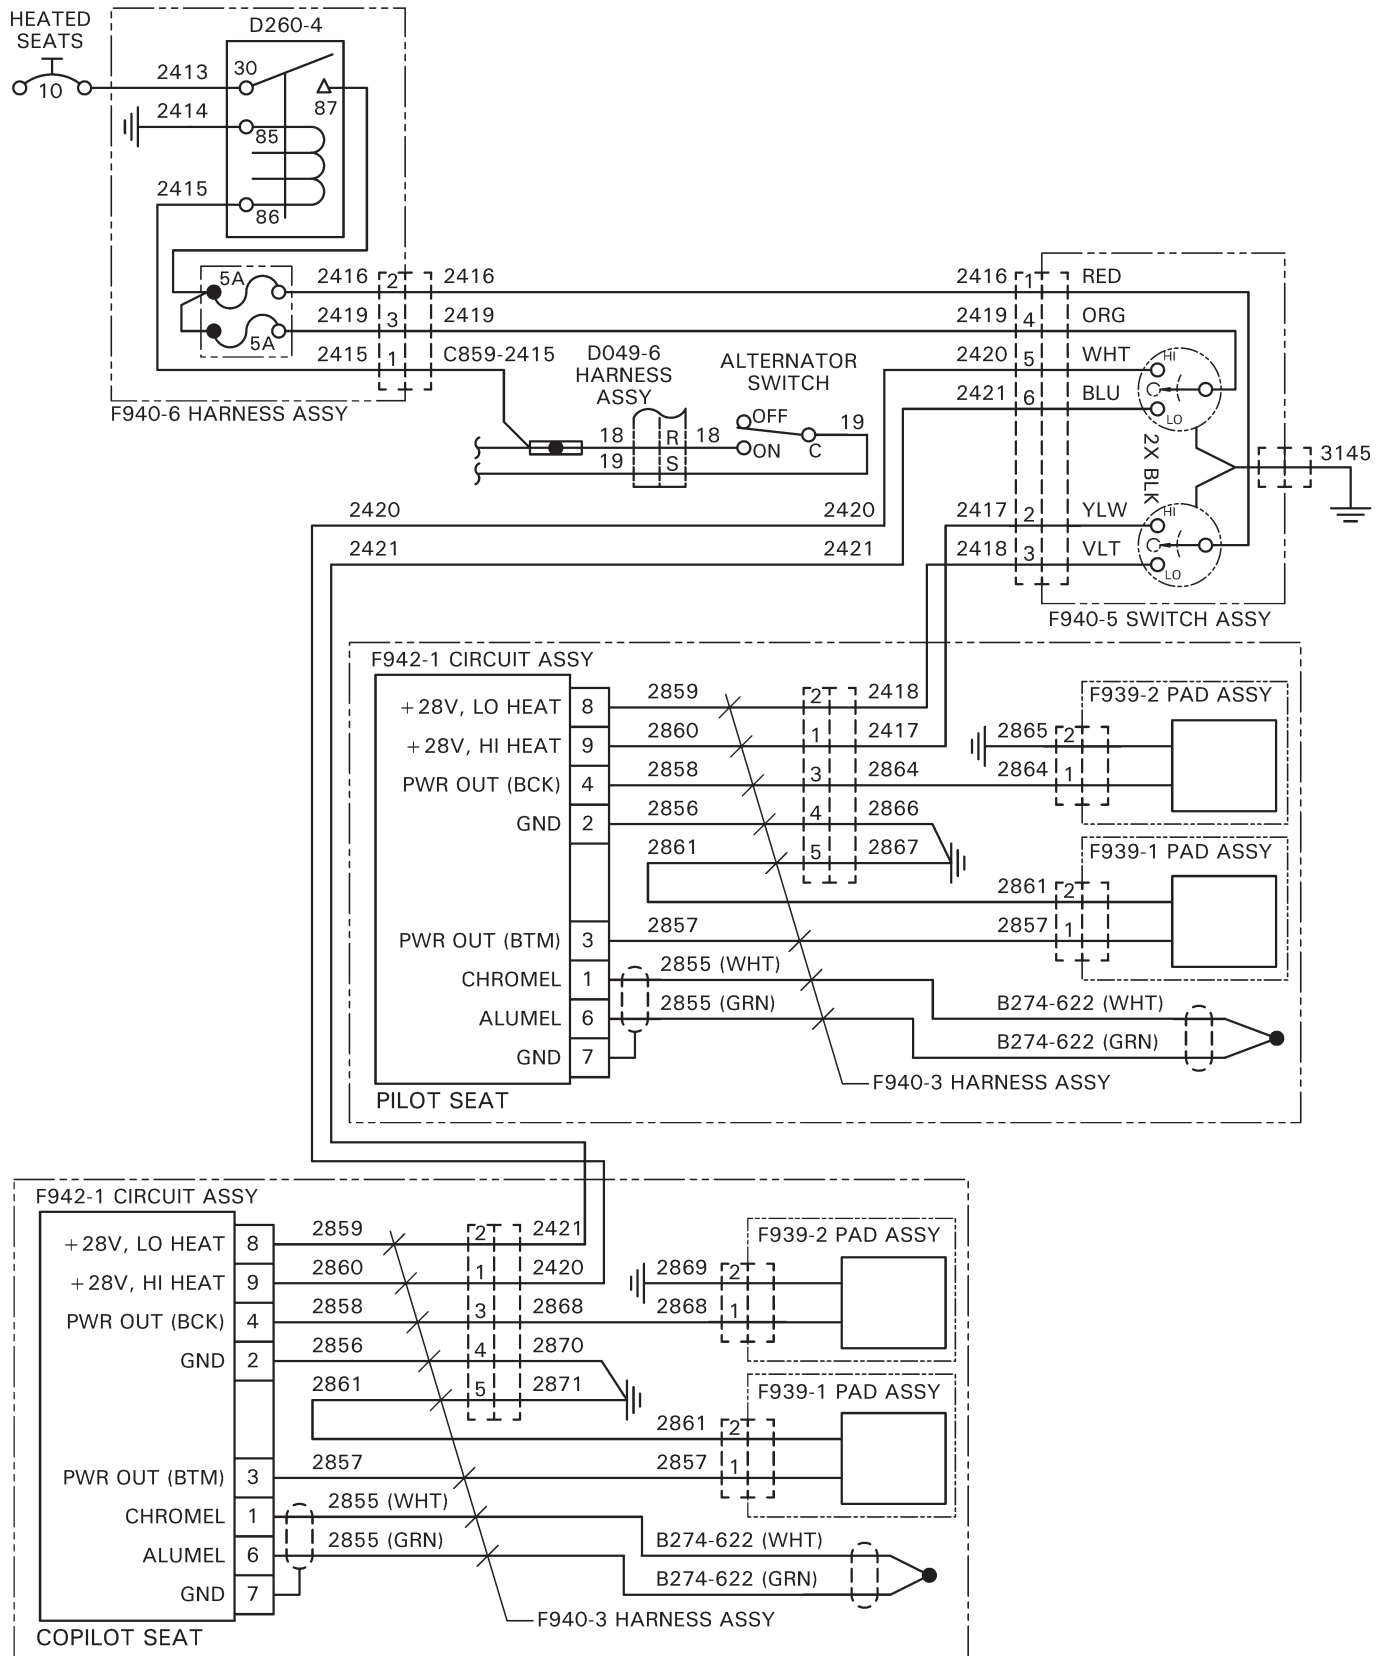 HEATED
SEATS
10
D260-4
2413
30
2414
87
85
2415
86
5A
2416
2
2416
2416
1
RED
5A
2419
3
2419
2419
4
ORG
2415
1
C859-2415
2420
5
WHT
F940-6 HARNESS ASSY
D049-6
HARNESS
ASSY
ALTERNATOR
SWITCH
2421
6
BLU
HI
C
LO
18
R
18
OFF
ON
C
19
19
S
2X BLK
3145
2420
2420
2417
2
YLW
2421
2421
2418
3
VLT
HI
C
LO
F940-5 SWITCH ASSY
F942-1 CIRCUIT ASSY
+28V, LO HEAT
8
2859
2
2418
+28V, HI HEAT
9
2860
1
2417
PWR OUT (BCK)
4
2858
3
2864
GND
2
2856
4
2866
2861
5
2867
F939-2 PAD ASSY
2865
2
2864
1
F939-1 PAD ASSY
2861
2
PWR OUT (BTM)
3
2857
2857
1
CHROMEL
1
2855 (WHT)
ALUMEL
6
2855 (GRN)
B274-622 (WHT)
GND
7
B274-622 (GRN)
F940-3 HARNESS ASSY
PILOT SEAT
F942-1 CIRCUIT ASSY
+28V, LO HEAT
8
2859
2
2421
+28V, HI HEAT
9
2860
1
2420
PWR OUT (BCK)
4
2858
3
2868
GND
2
2856
4
2870
2861
5
2871
F939-2 PAD ASSY
2869
2
2868
1
F939-1 PAD ASSY
2861
2
PWR OUT (BTM)
3
2857
2857
1
CHROMEL
1
2855 (WHT)
ALUMEL
6
2855 (GRN)
B274-622 (WHT)
GND
7
B274-622 (GRN)
F940-3 HARNESS ASSY
COPILOT SEAT